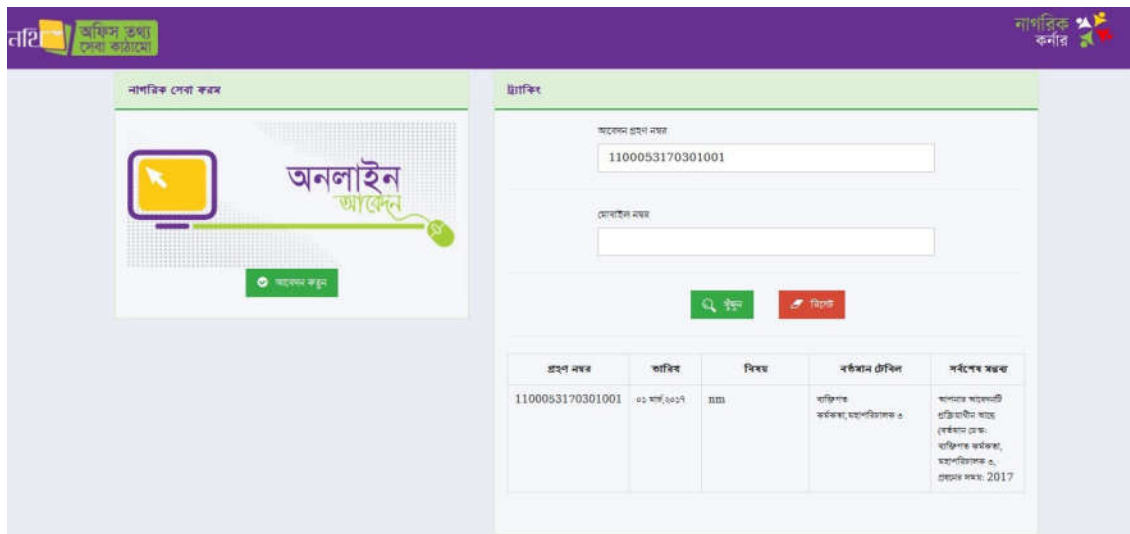 নথি
অফিস তথ্য
সেবা কাঠামো
নাগরিক
কর্নার
নাগরিক সেবা ফরম
অনলাইন
আবেদন
আবেদন করুন
ট্র্যাকিং
আবেদন গ্রহণ নম্বর
1100053170301001
মোবাইল নম্বর
খুঁজুন
রিসেট
গ্রহণ নম্বর তারিখ বিষয় বর্তমান টেবিল সর্বশেষ মন্তব্য
1100053170301001 ০১ মার্চ,২০১৭ nm
ব্যক্তিগত
কর্মকর্তা,মহাপরিচালক ৩
আপনার আবেদনটি
প্রক্রিয়াধীন আছে
(বর্তমান ডেস্ক:
ব্যক্তিগত কর্মকর্তা,
মহাপরিচালক ৩,
সময়: 2017